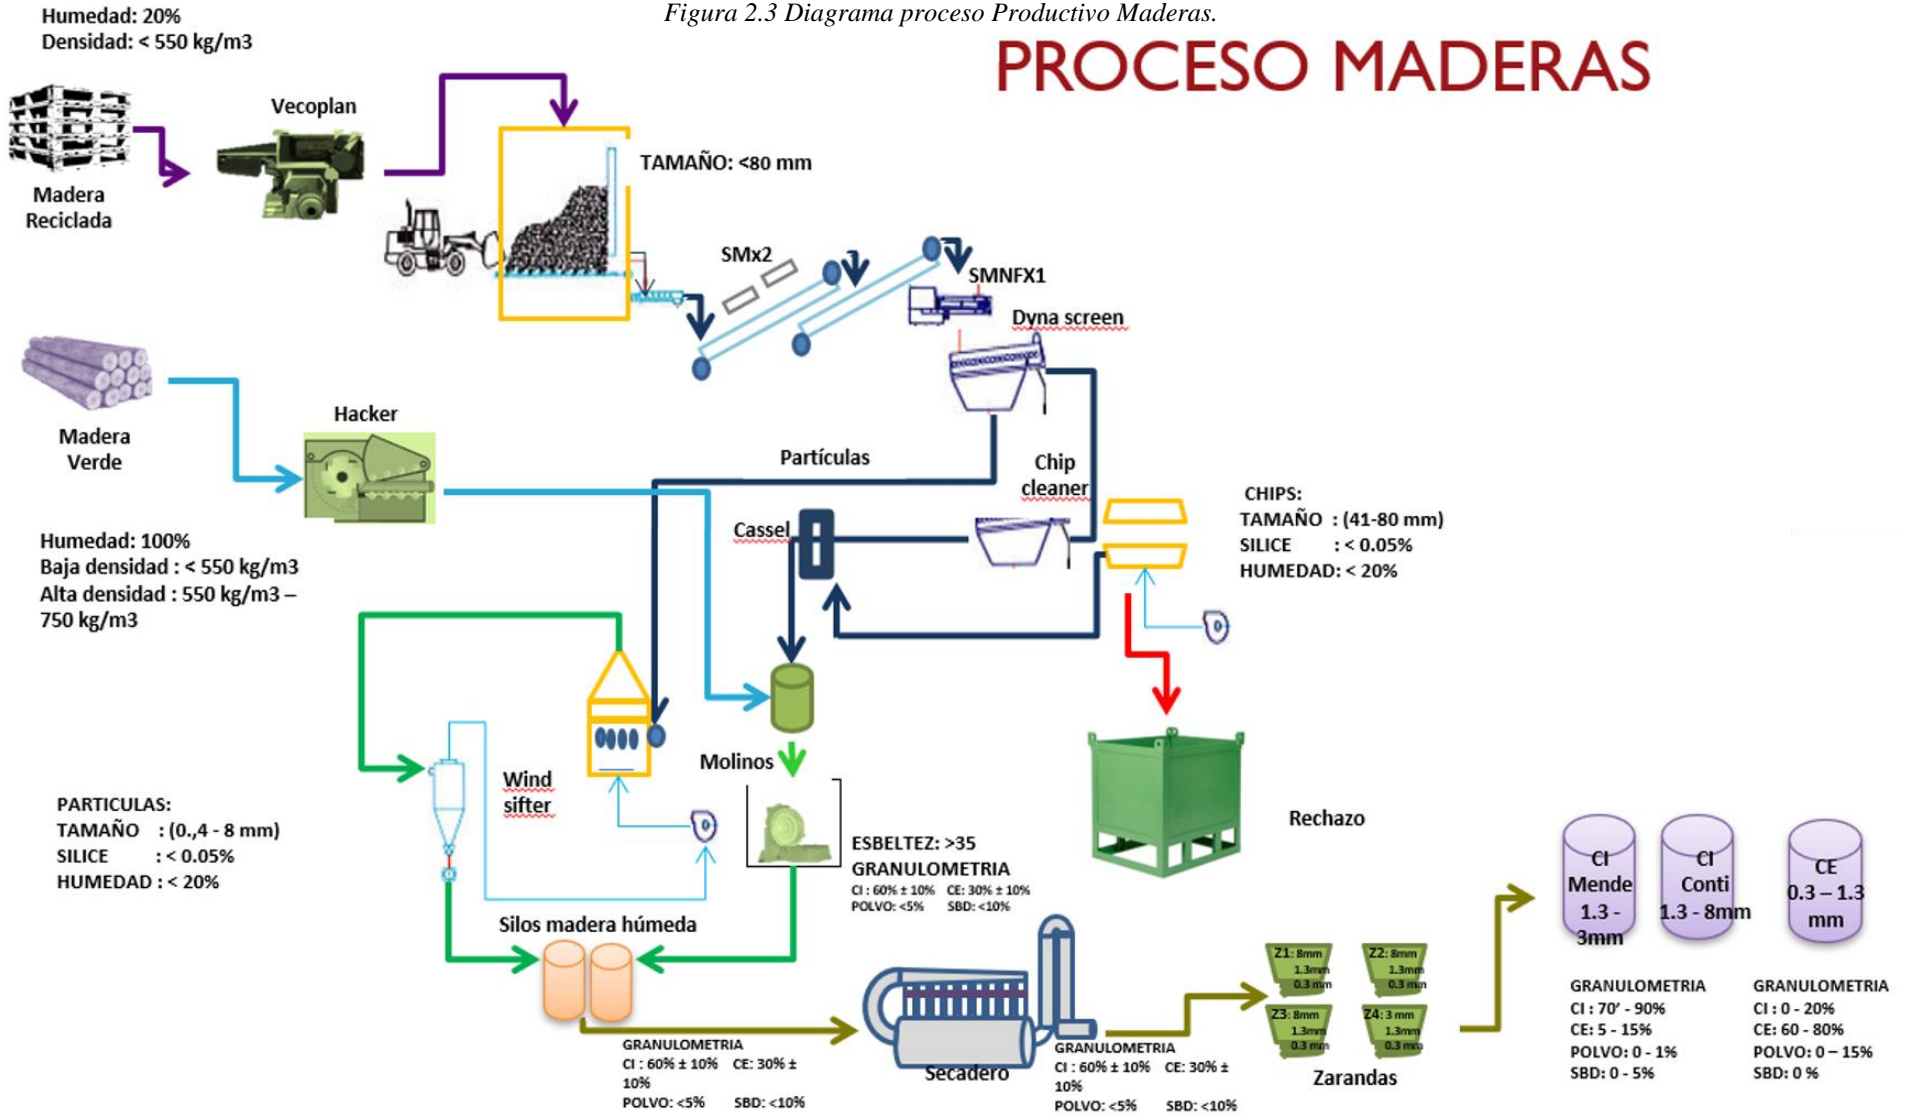 Figura 2.3 Diagrama proceso Productivo Maderas.
PROCESO MADERAS
Humedad: 20%
Densidad: < 550 kg/m3
Madera
Reciclada
Vecoplan
TAMAÑO: <80 mm
SMx2
SMNFX1
Dyna screen
Madera
Verde
Hacker
Humedad: 100%
Baja densidad : < 550 kg/m3
Alta densidad : 550 kg/m3 –
750 kg/m3
Partículas
Chip
cleaner
Cassel
CHIPS:
TAMAÑO : (41-80 mm)
SILICE : < 0.05%
HUMEDAD: < 20%
Rechazo
Wind
sifter
Molinos
ESBELTEZ: >35
GRANULOMETRIA
CI : 60% ± 10% CE: 30% ± 10%
POLVO: <5% SBD: <10%
PARTICULAS:
TAMAÑO : (0.,4 - 8 mm)
SILICE : < 0.05%
HUMEDAD : < 20%
Silos madera húmeda
GRANULOMETRIA
CI : 60% ± 10% CE: 30% ±
10%
POLVO: <5% SBD: <10%
Secadero
GRANULOMETRIA
CI : 60% ± 10% CE: 30% ±
10%
POLVO: <5% SBD: <10%
Z1: 8mm
1.3mm
0.3 mm
Z2: 8mm
1.3mm
0.3 mm
Z3: 8mm
1.3mm
0.3 mm
Z4: 3 mm
1.3mm
0.3 mm
Zarandas
CI
Mende
1.3 -
3mm
CI
Conti
1.3 - 8mm
CE
0.3 – 1.3
mm
GRANULOMETRIA
CI : 70' - 90%
CE: 5 - 15%
POLVO: 0 - 1%
SBD: 0 - 5%
GRANULOMETRIA
CI : 0 - 20%
CE: 60 - 80%
POLVO: 0 – 15%
SBD: 0 %